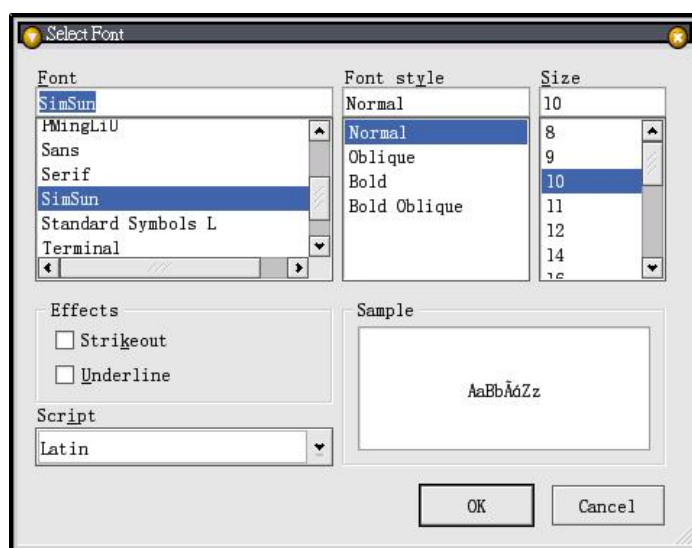 Select Font
Font
SimSun
PMingLiU
Sans
Serif
SimSun
Standard Symbols L
Terminal
Font style
Normal
Normal
Oblique
Bold
Bold Oblique
Size
10
8
9
10
11
12
14
16
Effects
Strikeout
Underline
Script
Latin
Sample
AaBbÃáZz
OK
Cancel